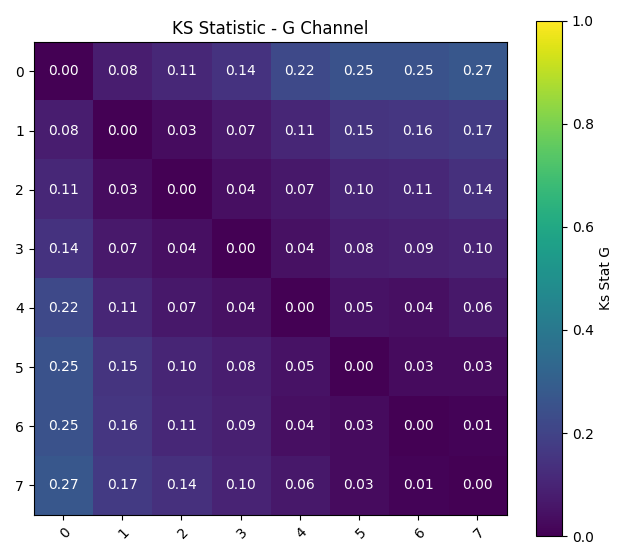 KS Statistic - G Channel
0 0.00 0.08 0.11 0.14 0.22 0.25 0.25 0.27
1 0.08 0.00 0.03 0.07 0.11 0.15 0.16 0.17
2 0.11 0.03 0.00 0.04 0.07 0.10 0.11 0.14
3 0.14 0.07 0.04 0.00 0.04 0.08 0.09 0.10
4 0.22 0.11 0.07 0.04 0.00 0.05 0.04 0.06
5 0.25 0.15 0.10 0.08 0.05 0.00 0.03 0.03
6 0.25 0.16 0.11 0.09 0.04 0.03 0.00 0.01
7 0.27 0.17 0.14 0.10 0.06 0.03 0.01 0.00
0 1 2 3 4 5 6 7
1.0
0.8
0.6
0.4
0.2
0.0
Ks Stat G